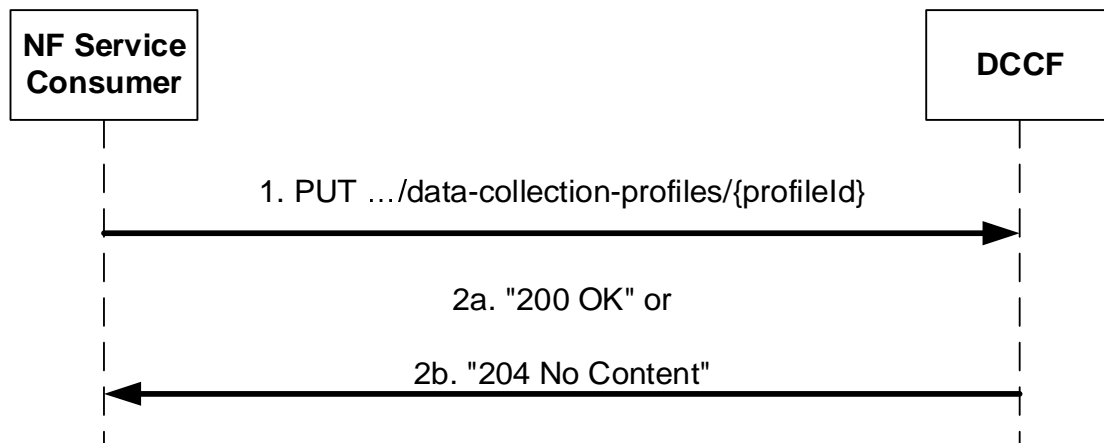 NF Service
Consumer
DCCF
1. PUT …/data-collection-profiles/{profileId}
2a. "200 OK" or
2b. "204 No Content"